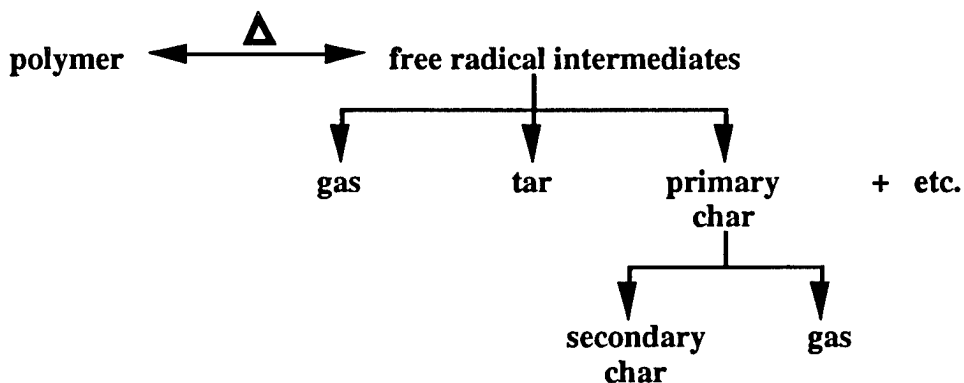 Δ
polymer free radical intermediates
gas tar primary char + etc.
secondary char gas